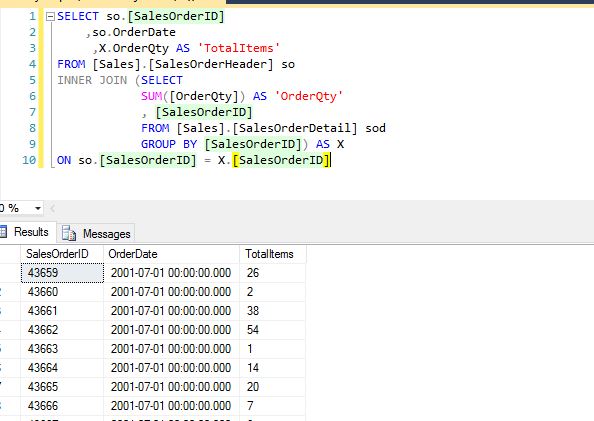 1 SELECT so.[SalesOrderID]
2 ,so.OrderDate
3 ,X.OrderQty AS 'TotalItems'
4 FROM [Sales].[SalesOrderHeader] so
5 INNER JOIN (SELECT
6 SUM([OrderQty]) AS 'OrderQty'
7 , [SalesOrderID]
8 FROM [Sales].[SalesOrderDetail] sod
9 GROUP BY [SalesOrderID]) AS X
10 ON so.[SalesOrderID] = X.[SalesOrderID]
0 %
Results Messages
SalesOrderID OrderDate TotalItems
43659 2001-07-01 00:00:00.000 26
43660 2001-07-01 00:00:00.000 2
43661 2001-07-01 00:00:00.000 38
43662 2001-07-01 00:00:00.000 54
43663 2001-07-01 00:00:00.000 1
43664 2001-07-01 00:00:00.000 14
43665 2001-07-01 00:00:00.000 20
43666 2001-07-01 00:00:00.000 7